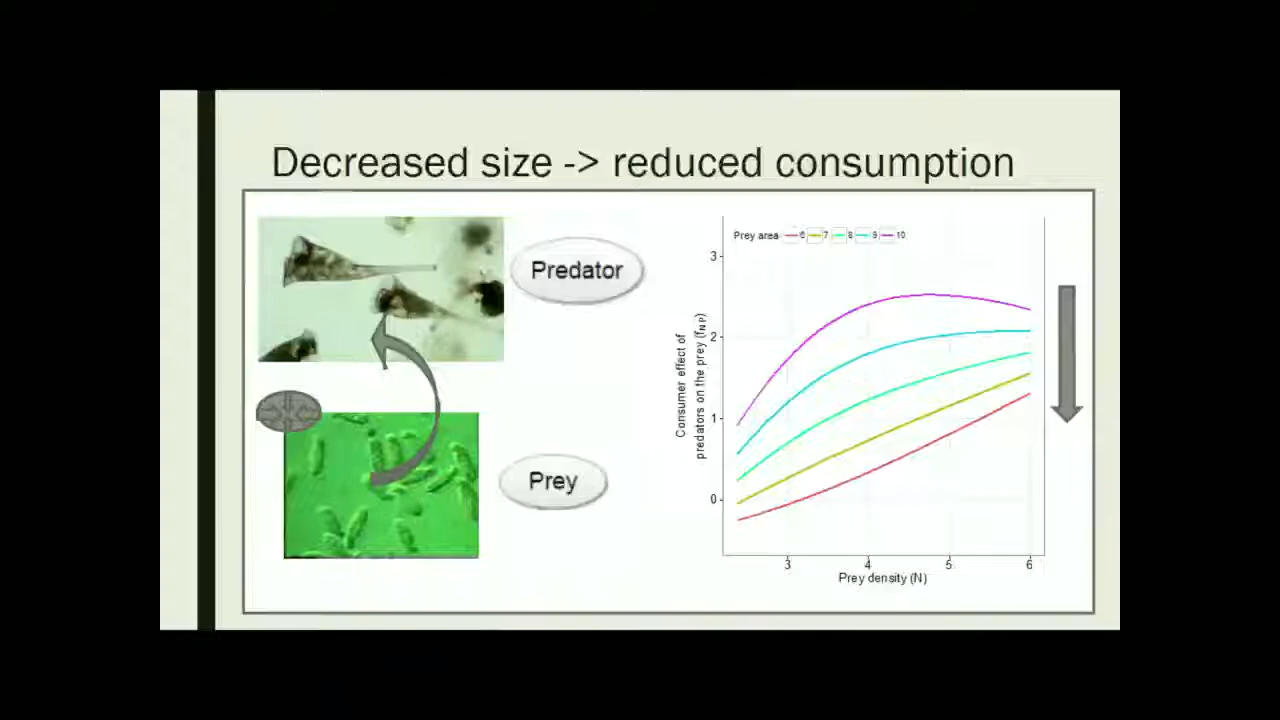 Decreased size -> reduced consumption
Predator
Prey
Prey area 6 7 8 9 10
Consumer effect of
predators on the prey (fNP)
3
2
1
0
3 4 5 6
Prey density (N)